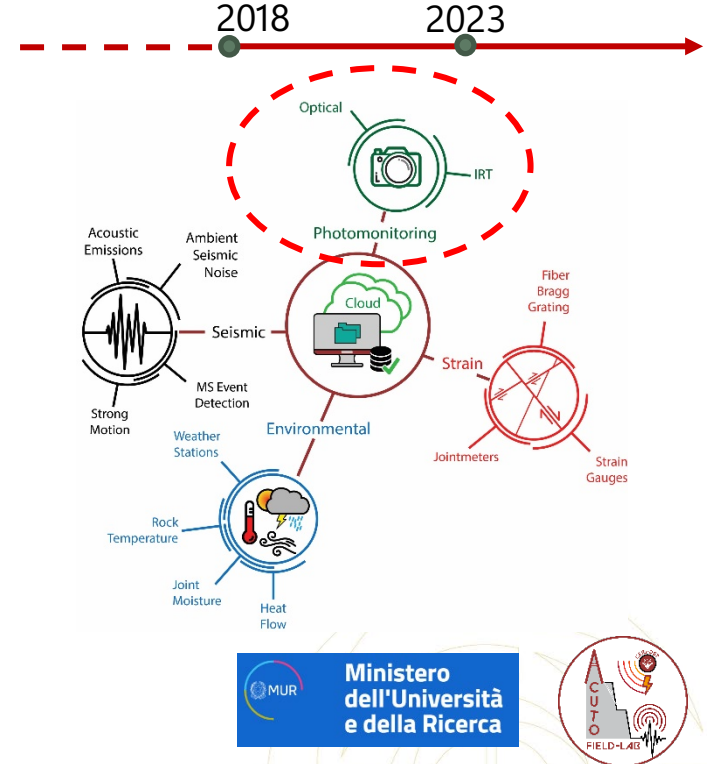 2018
2023
Optical
IRT
Photomonitoring
Acoustic
Emissions
Ambient
Seismic
Noise
Seismic
MS Event
Detection
Strong
Motion
Cloud
Fiber
Bragg
Grating
Strain
Jointmeters
Strain
Gauges
Environmental
Weather
Stations
Rock
Temperature
Joint
Moisture
Heat
Flow
MUR
Ministero
dell'Università
e della Ricerca
ACUTO
FIELD-LAB